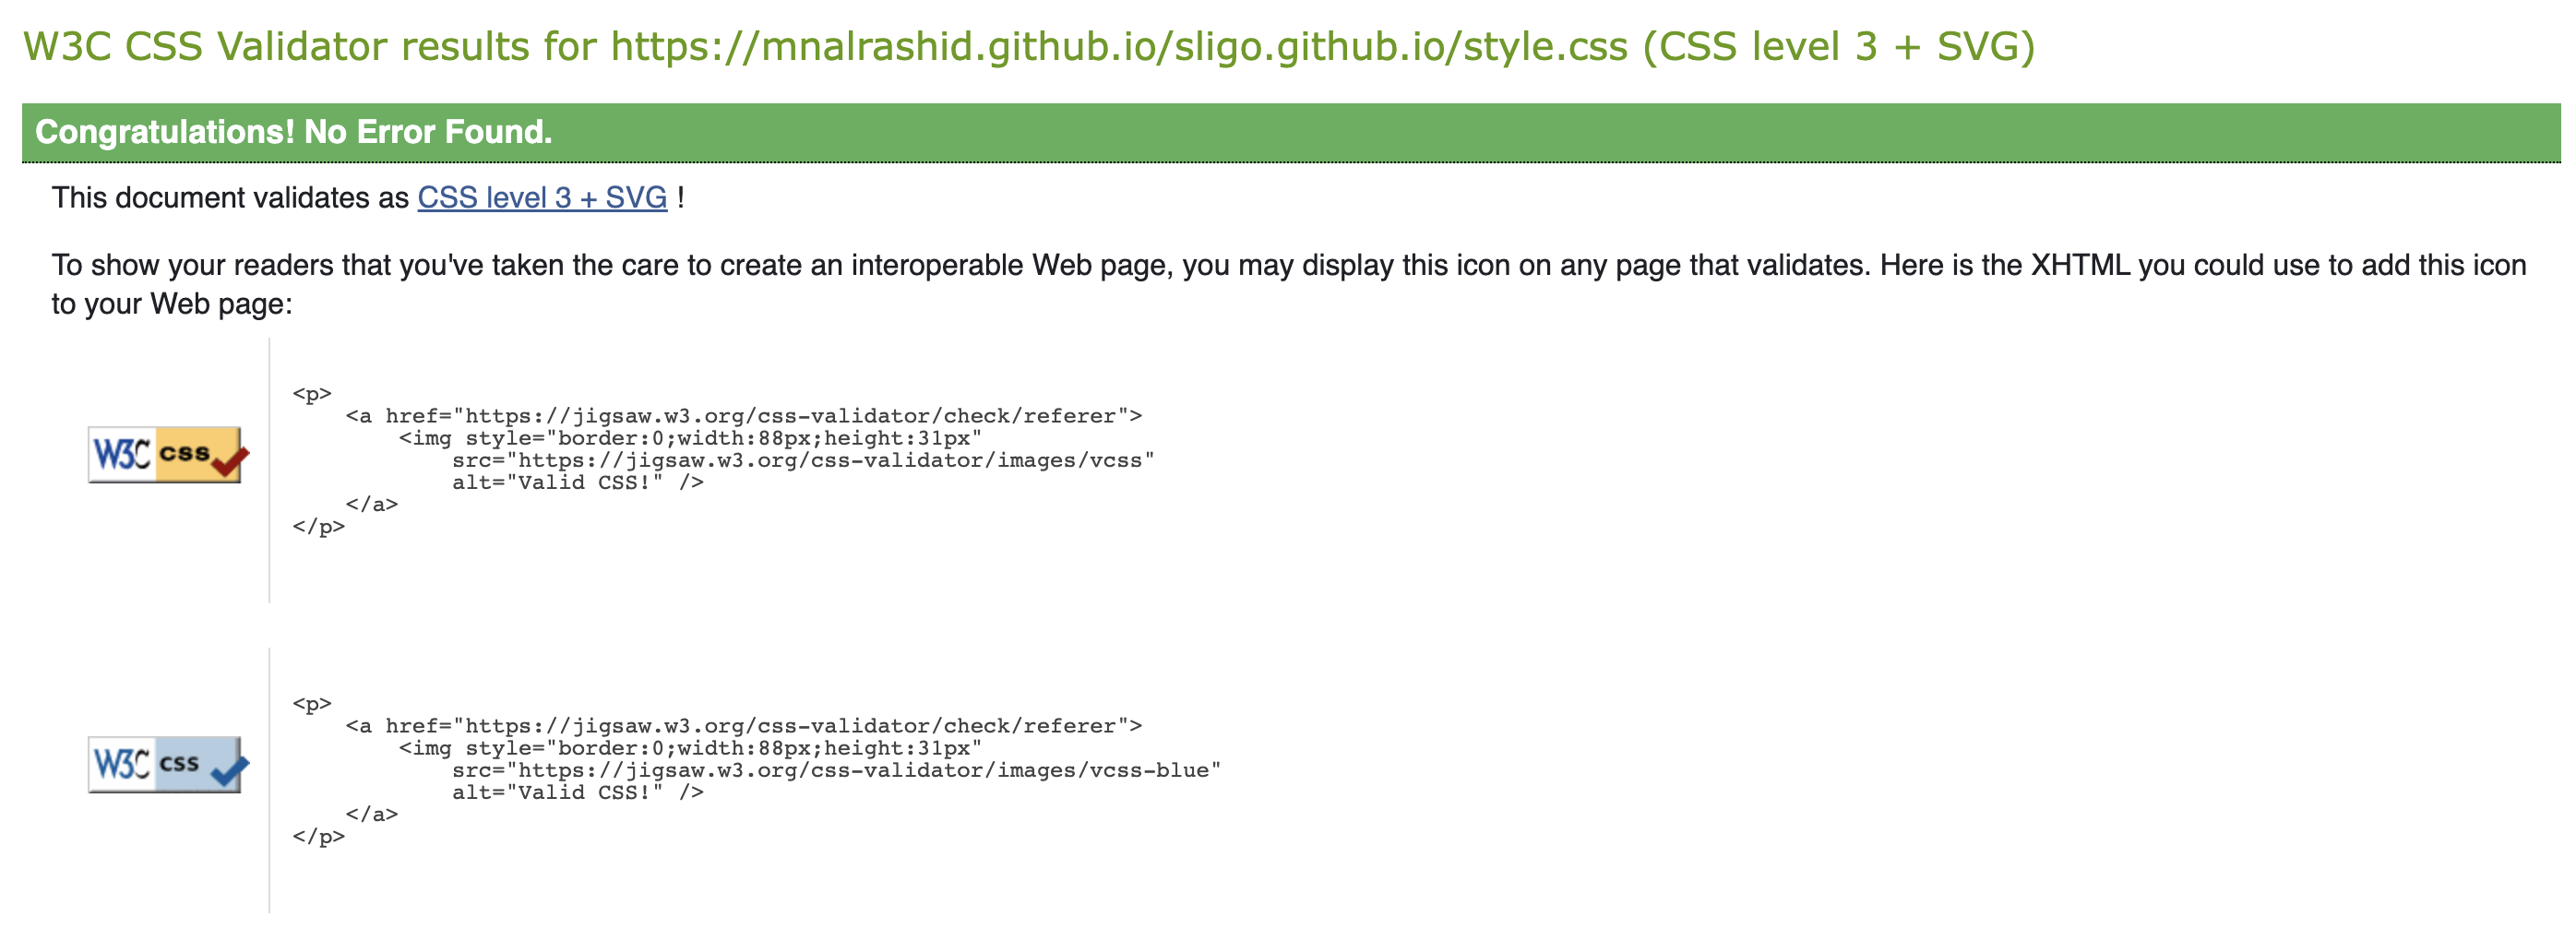 W3C CSS Validator results for https://mnalrashid.github.io/sligo.github.io/style.css (CSS level 3 + SVG)
Congratulations! No Error Found.
This document validates as CSS level 3 + SVG !
To show your readers that you've taken the care to create an interoperable Web page, you may display this icon on any page that validates. Here is the XHTML you could use to add this icon
to your Web page:
W3C css
<p>
<a href="https://jigsaw.w3.org/css-validator/check/referer">
<img style="border:0;width:88px;height:31px"
src="https://jigsaw.w3.org/css-validator/images/vcss"
alt="Valid CSS!" />
</a>
</p>
W3C css
<p>
<a href="https://jigsaw.w3.org/css-validator/check/referer">
<img style="border:0;width:88px;height:31px"
src="https://jigsaw.w3.org/css-validator/images/vcss-blue"
alt="Valid CSS!" />
</a>
</p>